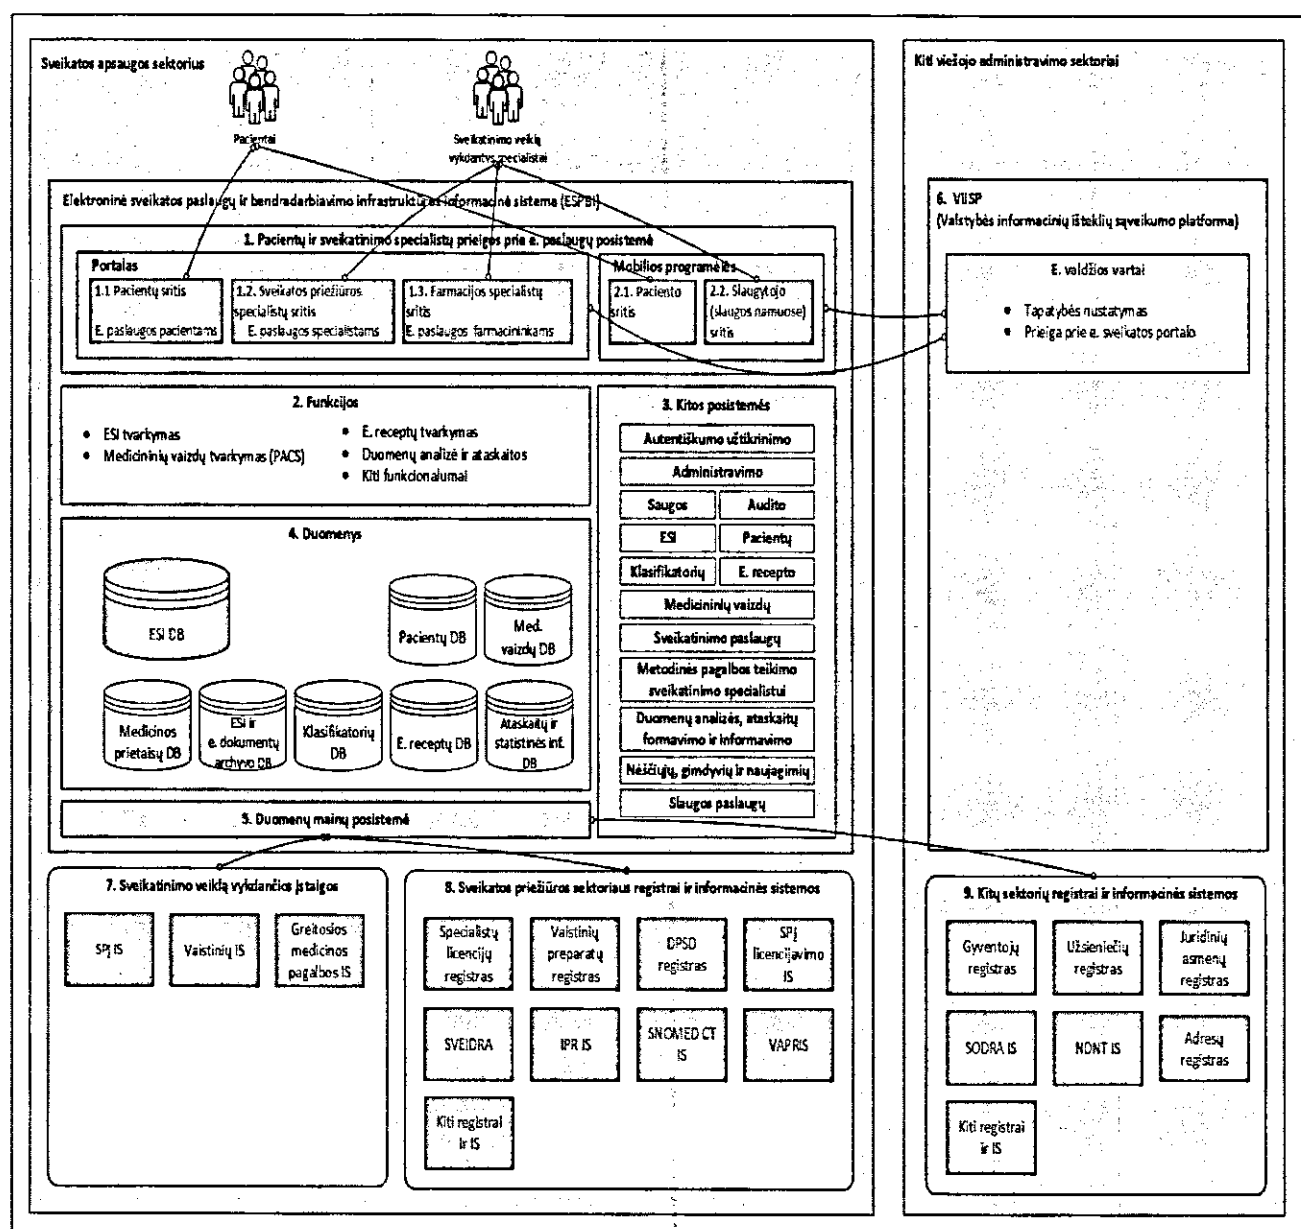 Sveikatos apsaugos sektorius
Pacientai
Sveikatinimo veiklą
vykdantys specialistai
Elektroninė sveikatos paslaugų ir bendradarbiavimo infrastruktūros informacinė sistema (ESPBI)
1. Pacientų ir sveikatinimo specialistų prieigos prie e. paslaugų posistemė
Portalas
1.1 Pacientų sritis
E. paslaugos pacientams
1.2. Sveikatos priežiūros
specialistų sritis
E. paslaugos specialistams
1.3. Farmacijos specialistų
sritis
E. paslaugos farmacininkams
Mobilios programėlės
2.1. Paciento
sritis
2.2. Slaugytojo
(slaugos namuose)
sritis
2. Funkcijos
• ESI tvarkymas
• Medicininių vaizdų tvarkymas (PACS)
• E. receptų tvarkymas
• Duomenų analizė ir ataskaitos
• Kiti funkcionalumai
3. Kitos posistemės
Autentiškumo užtikrinimo
Administravimo
Saugos
Audito
ESI
Pacientų
Klasifikatorių
E. recepto
Medicininių vaizdų
Sveikatinimo paslaugų
Metodinės pagalbos teikimo
sveikatinimo specialistui
Duomenų analizės, ataskaitų
formavimo ir informavimo
Nėščiųjų, gimdyvių ir naujagimių
Slaugos paslaugų
4. Duomenys
ESI DB
Pacientų DB
Med.
vaizdų DB
Medicinos
prietaisų DB
ESI ir
e. dokumentų
archyvo DB
Klasifikatorių
DB
E. receptų DB
Ataskaitų ir
statistinės inf.
DB
5. Duomenų mainų posistemė
7. Sveikatinimo veiklą vykdančios įstaigos
SPĮ IS
Vaistinių IS
Greitosios
medicinos
pagalbos IS
8. Sveikatos priežiūros sektoriaus registrai ir informacinės sistemos
Specialistų
licencijų
registras
Vaistinių
preparatų
registras
DPSD
registras
SPĮ
licencijavimo
IS
SVEIDRA
IPR IS
SNOMED CT
IS
VAPRIS
Kiti registrai
ir IS
Kiti viešojo administravimo sektoriai
6. VIISP
(Valstybės informacinių išteklių sąveikumo platforma)
E. valdžios vartai
• Tapatybės nustatymas
• Prieiga prie e. sveikatos portalo
9. Kitų sektorių registrai ir informacinės sistemos
Gyventojų
registras
Užsieniečių
registras
Juridinių
asmenų
registras
SODRA IS
NDNT IS
Adresų
registras
Kiti registrai
ir IS